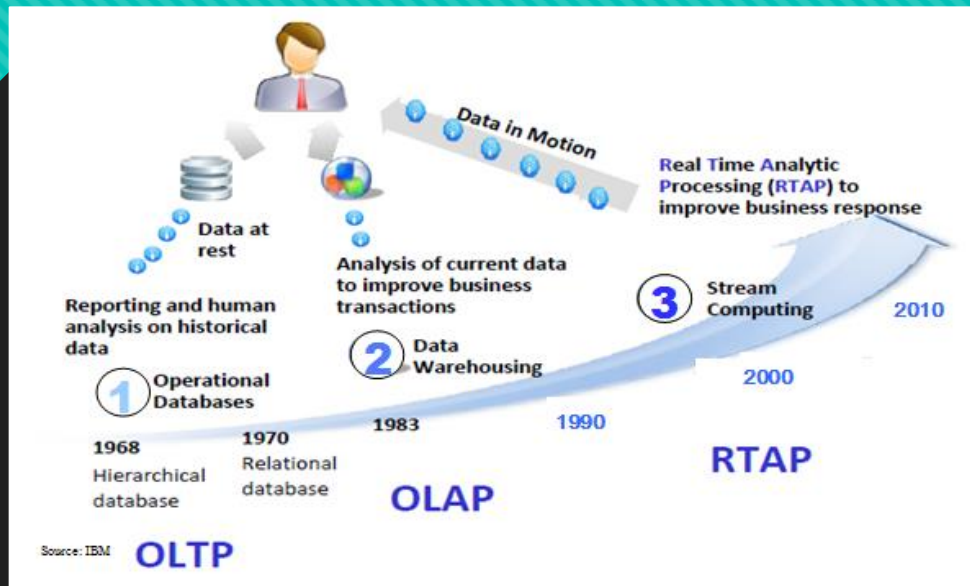 Data in Motion
Real Time Analytic
Processing (RTAP) to
improve business response
Data at
rest
Analysis of current data
to improve business
transactions
Reporting and human
analysis on historical
data
3
Stream
Computing
2010
2
Data
Warehousing
2000
1
Operational
Databases
1990
1983
1970
Relational
database
1968
Hierarchical
database
RTAP
OLAP
Source: IBM
OLTP